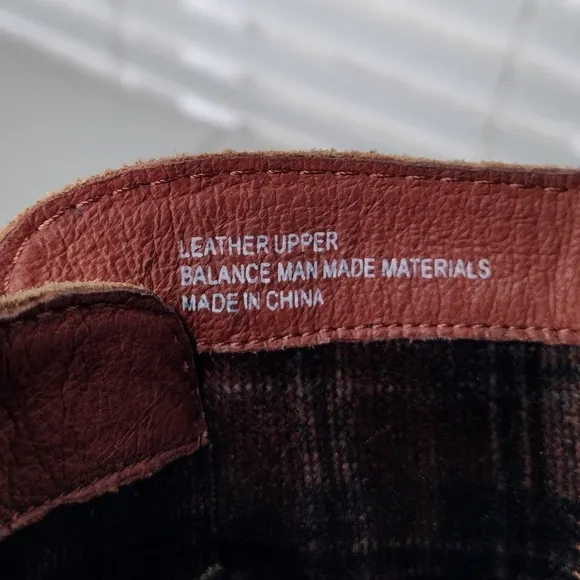 LEATHER UPPER
BALANCE MAN MADE MATERIALS
MADE IN CHINA